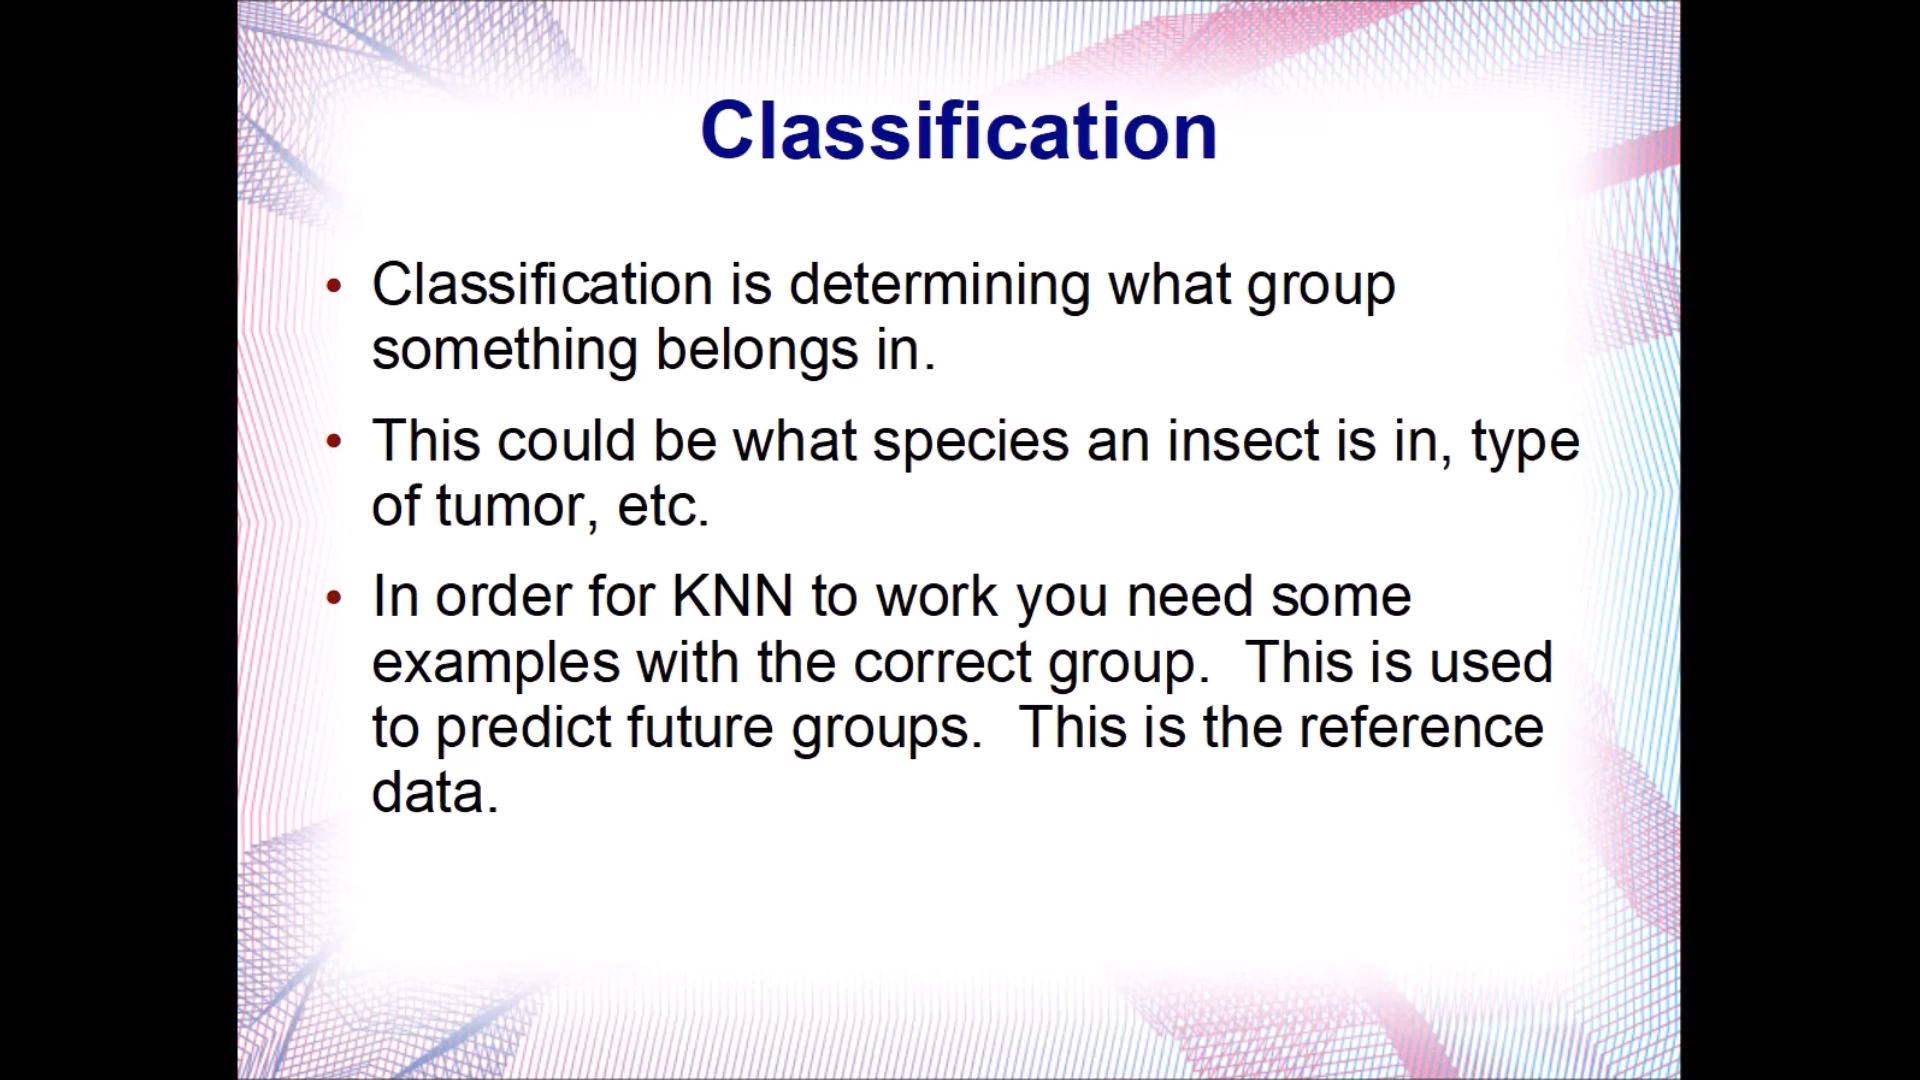 Classification
• Classification is determining what group
something belongs in.
• This could be what species an insect is in, type
of tumor, etc.
• In order for KNN to work you need some
examples with the correct group.  This is used
to predict future groups.  This is the reference
data.